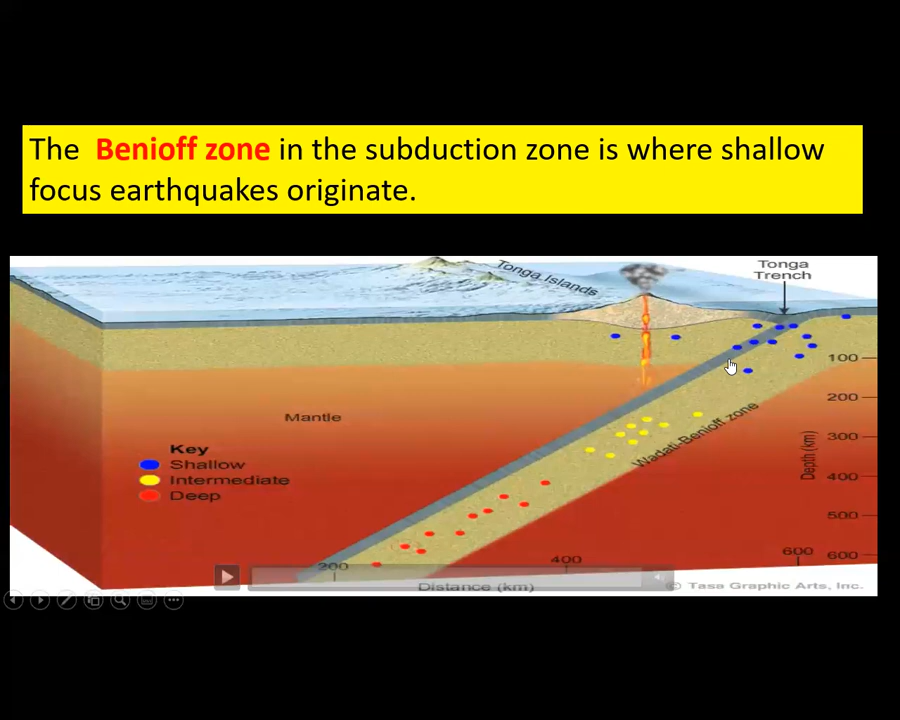 The Benioff zone in the subduction zone is where shallow
focus earthquakes originate.
Tonga Islands
Tonga
Trench
100
200
300
400
500
600
Depth (km)
Mantle
Wadati-Benioff zone
Key
Shallow
Intermediate
Deep
200
400
600
Distance (km)
© Tasa Graphic Arts, Inc.